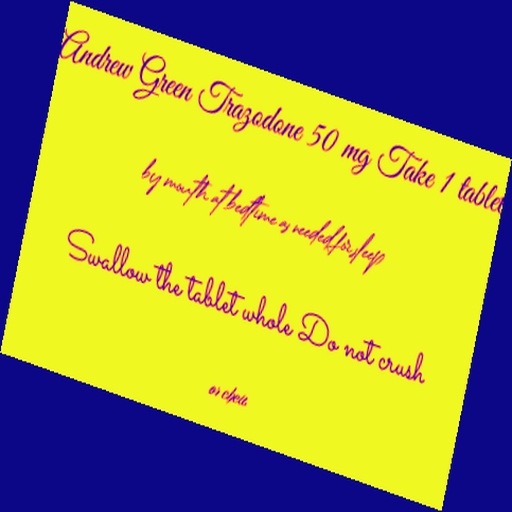 Andrew Green Trazodone 50 mg Take 1 tablet
by mouth at bedtime as needed for sleep
Swallow the tablet whole Do not crush
or chew